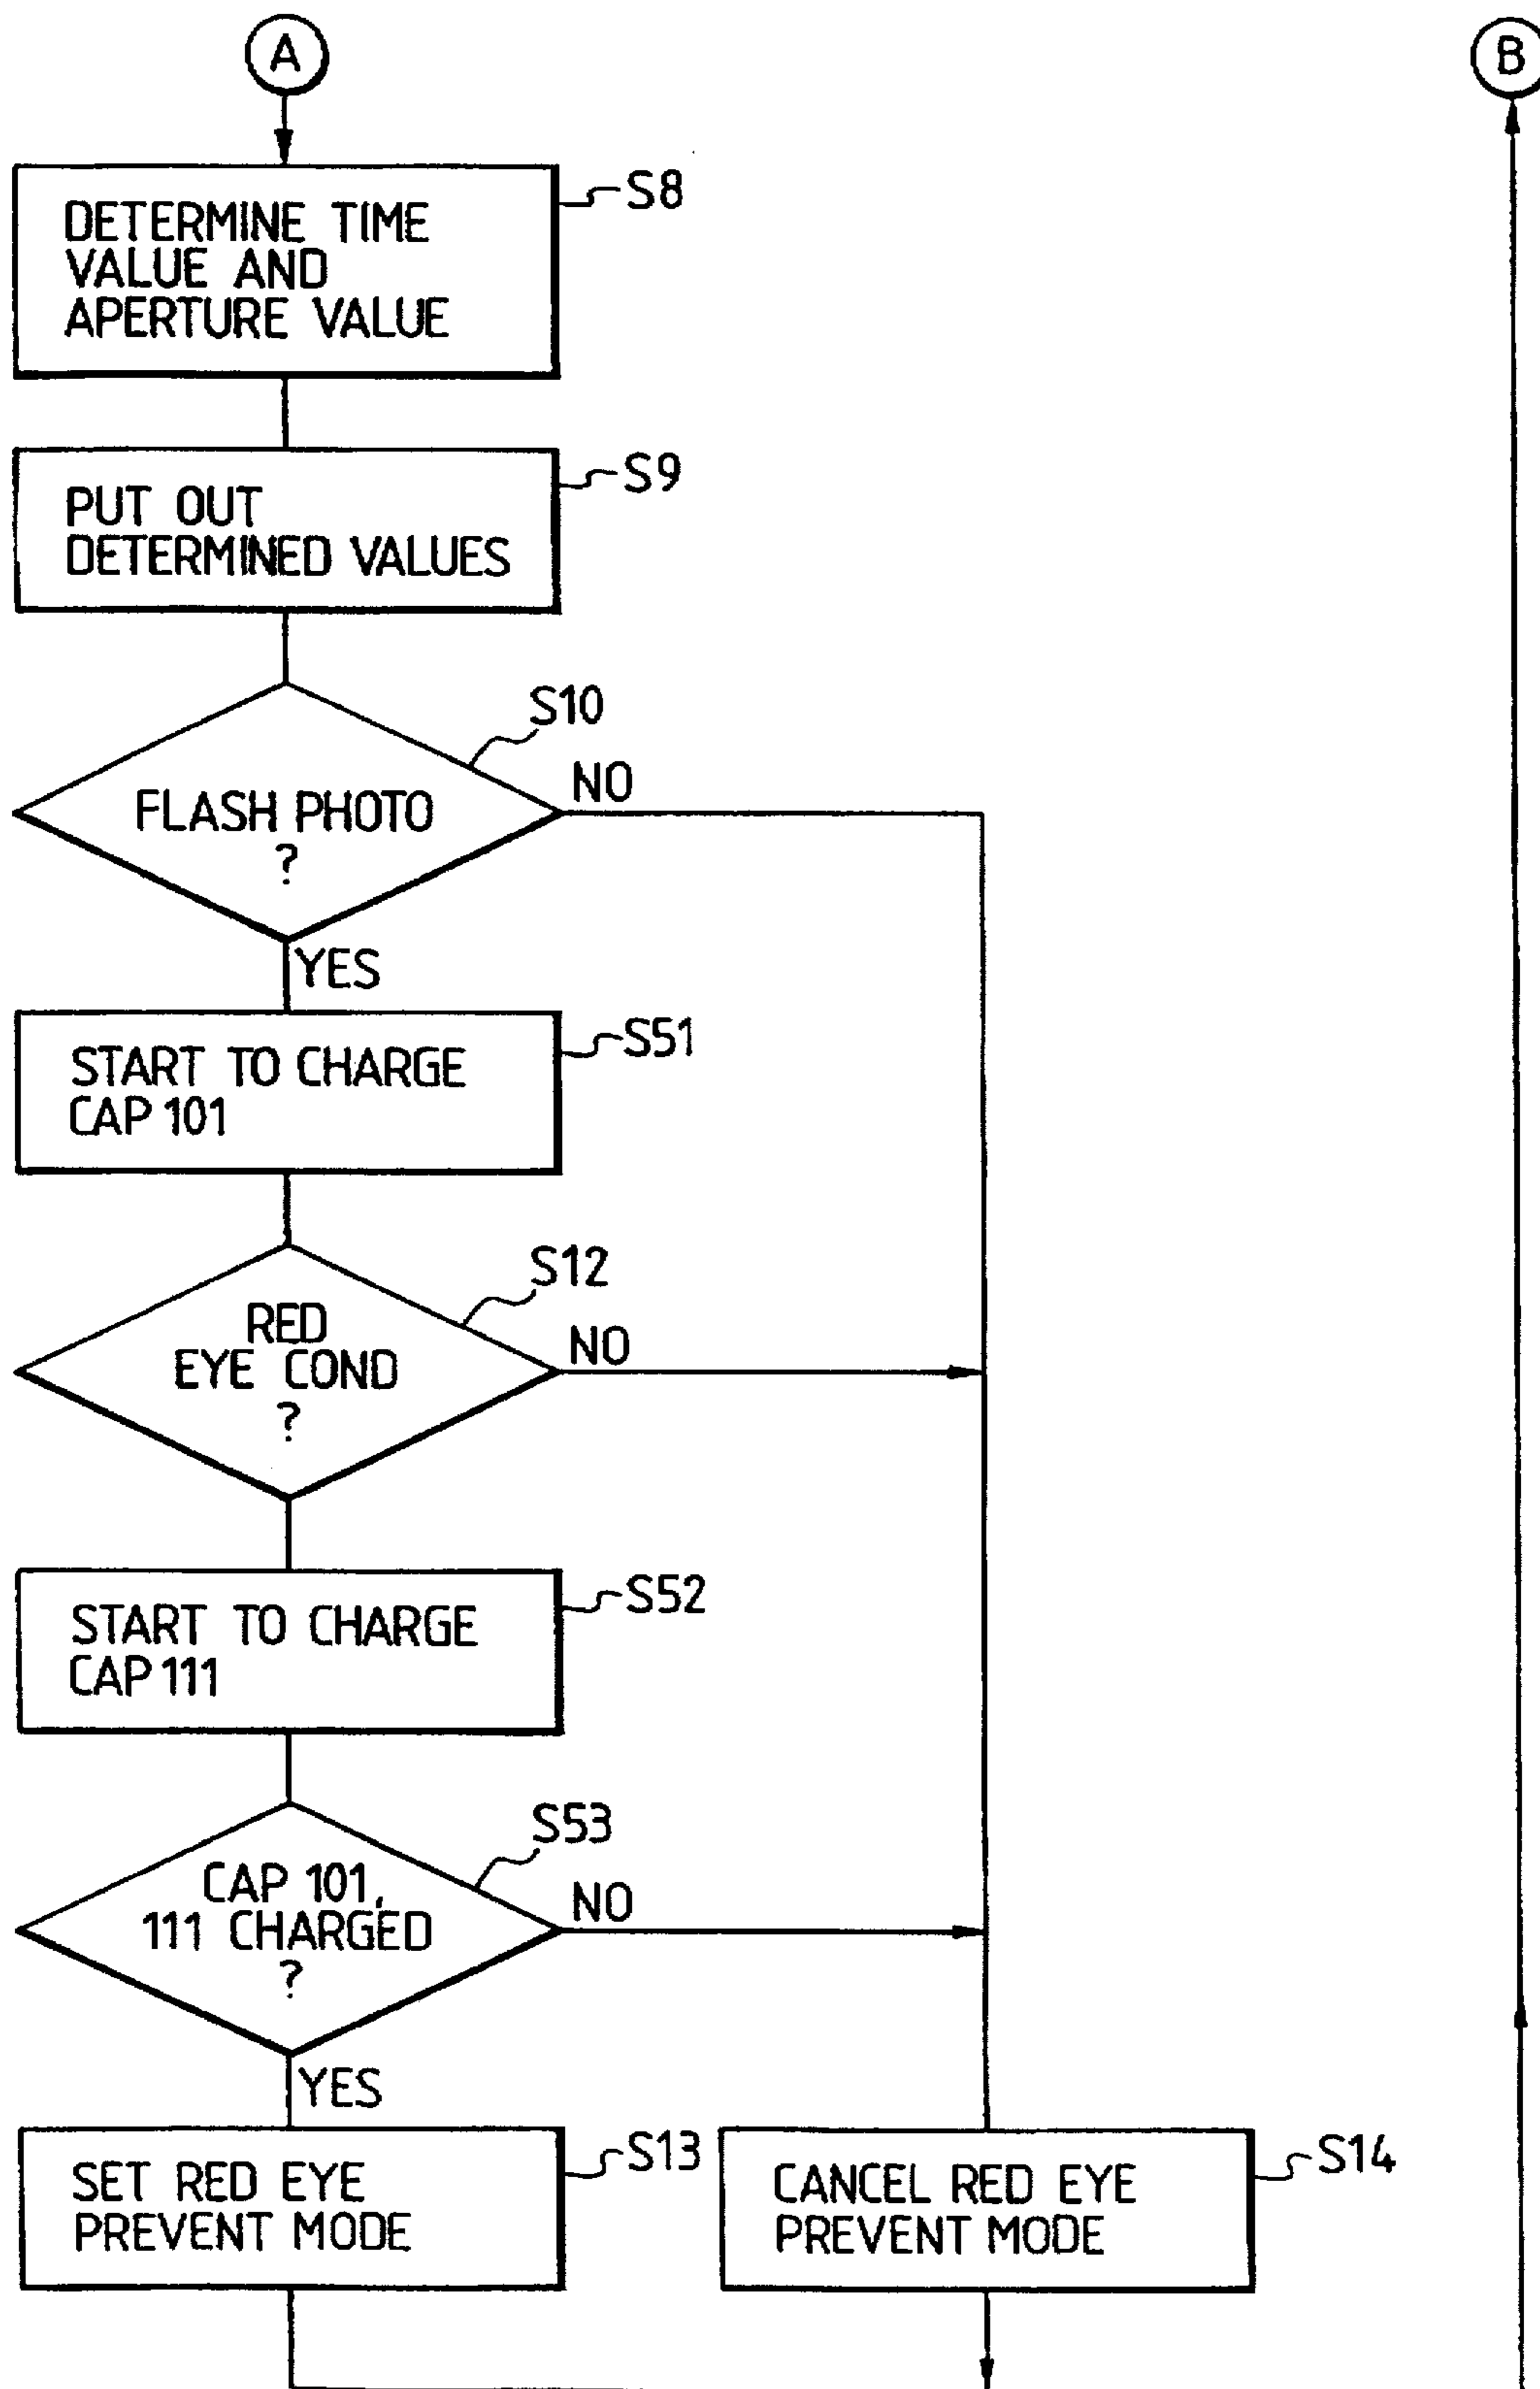 A
B
DETERMINE TIME
VALUE AND
APERTURE VALUE
S8
PUT OUT
DETERMINED VALUES
S9
S10
FLASH PHOTO
?
NO
YES
START TO CHARGE
CAP 101
S51
S12
RED
EYE COND
?
NO
START TO CHARGE
CAP 111
S52
S53
CAP 101,
111 CHARGED
?
NO
YES
SET RED EYE
PREVENT MODE
S13
CANCEL RED EYE
PREVENT MODE
S14